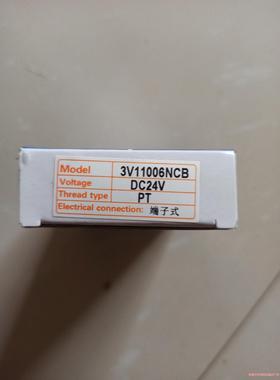 Model 3V11006NCB
Voltage DC24V
Thread type PT
Electrical connection: 端子式